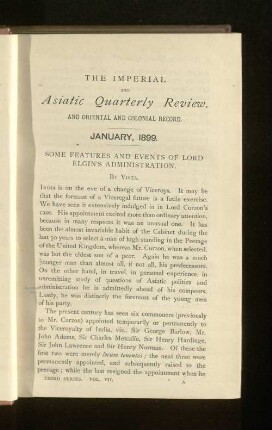 THE IMPERIAL
AND
Asiatic Quarterly Review,
AND ORIENTAL AND COLONIAL RECORD.
JANUARY, 1899.
SOME FEATURES AND EVENTS OF LORD
ELGIN'S ADMINISTRATION.
BY VINDEX.
INDIA is on the eve of a change of Viceroys. It may be
that the forecast of a Viceregal future is a futile exercise.
We have seen it extensively indulged in in Lord Curzon's
case. His appointment excited more than ordinary attention,
because in many respects it was an unusual one. It has
been the almost invariable habit of the Cabinet during the
last 30 years to select a man of high standing in the Peerage
of the United Kingdom, whereas Mr. Curzon, when selected,
was but the eldest son of a peer. Again he was a much
younger man than almost all, if not all, his predecessors.
On the other hand, in travel, in personal experience in
unremitting study of questions of Asiatic politics and
administration he is admittedly ahead of his compeers.
Lastly, he was distinctly the foremost of the young men
of his party.
The present century has seen six commoners (previously
to Mr. Curzon) appointed temporarily or permanently to
the Viceroyalty of India, viz. Sir George Barlow, Mr.
John Adams, Sir Charles Metcalfe, Sir Henry Hardinge,
Sir John Lawrence and Sir Henry Norman. Of these the
first two were merely locum tenentes; the next three were
permanently appointed, and subsequently raised to the
peerage; while the last resigned the appointment when he
THIRD SERIES. VOL. VII. A